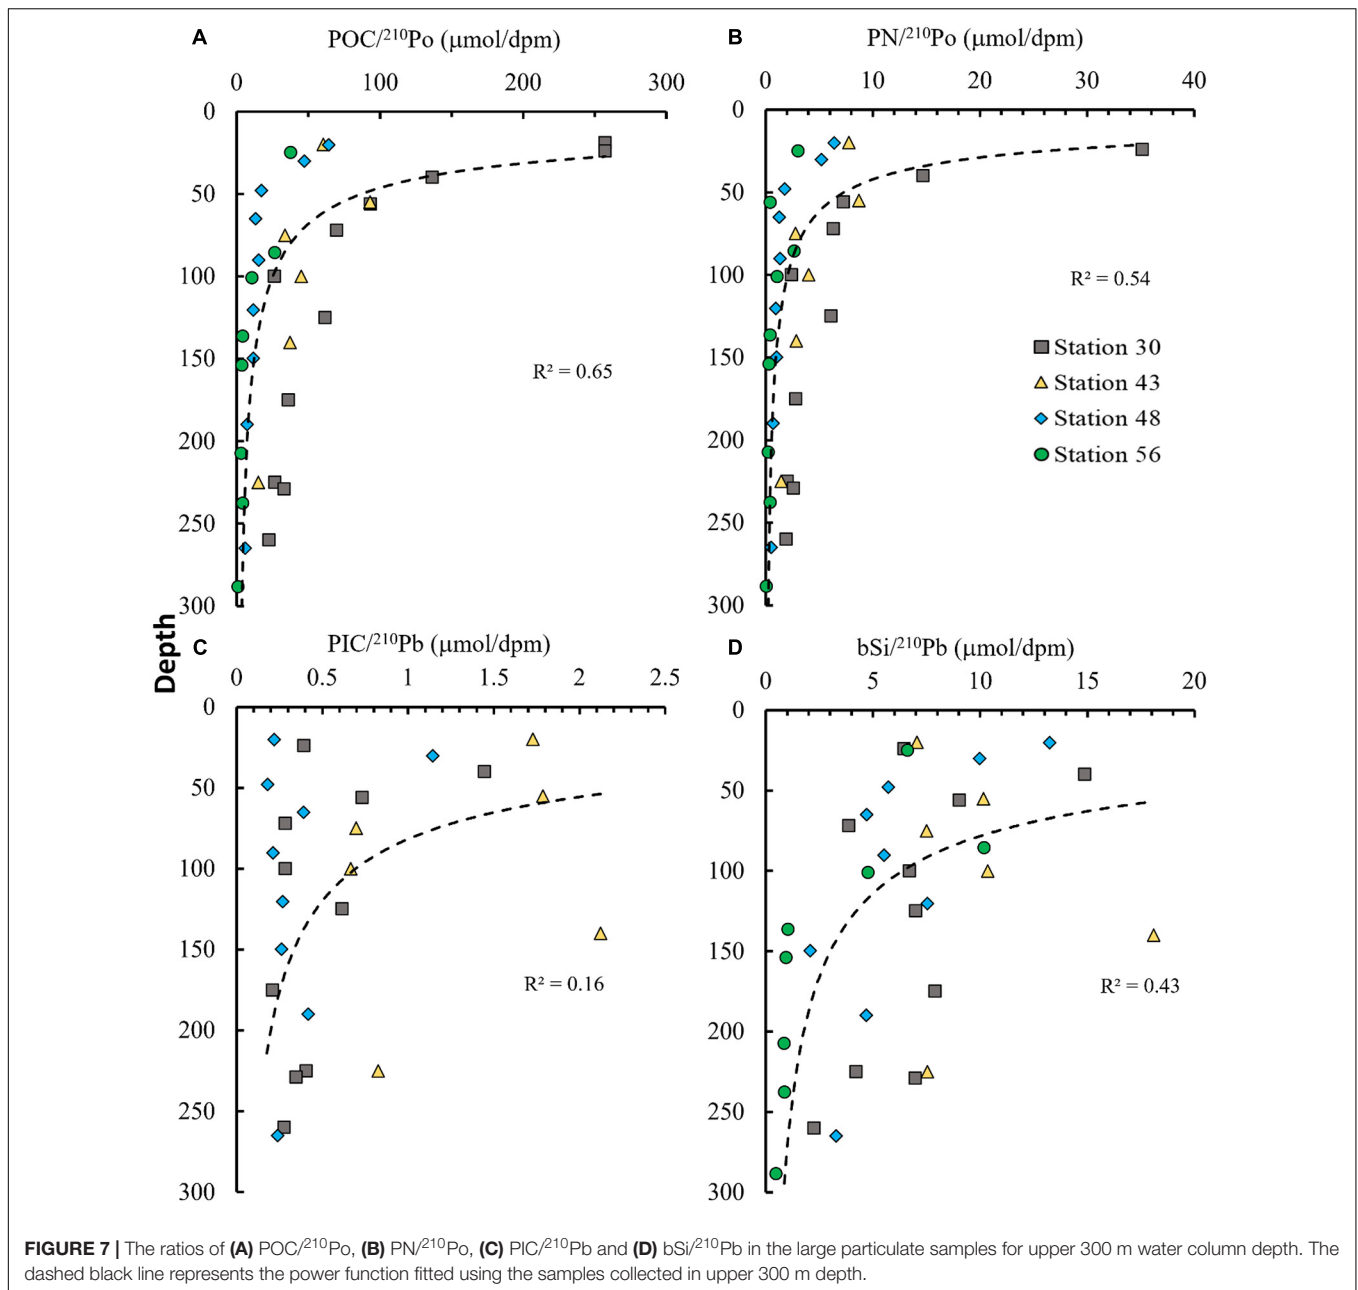 A
POC/²¹⁰Po (μmol/dpm)
0 100 200 300
0
50
100
150
200
250
300
R² = 0.65
B
PN/²¹⁰Po (μmol/dpm)
0 10 20 30 40
0
50
100
150
200
250
300
R² = 0.54
Station 30
Station 43
Station 48
Station 56
Depth
C
PIC/²¹⁰Pb (μmol/dpm)
0 0.5 1 1.5 2 2.5
0
50
100
150
200
250
300
R² = 0.16
D
bSi/²¹⁰Pb (μmol/dpm)
0 5 10 15 20
0
50
100
150
200
250
300
R² = 0.43
FIGURE 7 | The ratios of (A) POC/²¹⁰Po, (B) PN/²¹⁰Po, (C) PIC/²¹⁰Pb and (D) bSi/²¹⁰Pb in the large particulate samples for upper 300 m water column depth. The
dashed black line represents the power function fitted using the samples collected in upper 300 m depth.